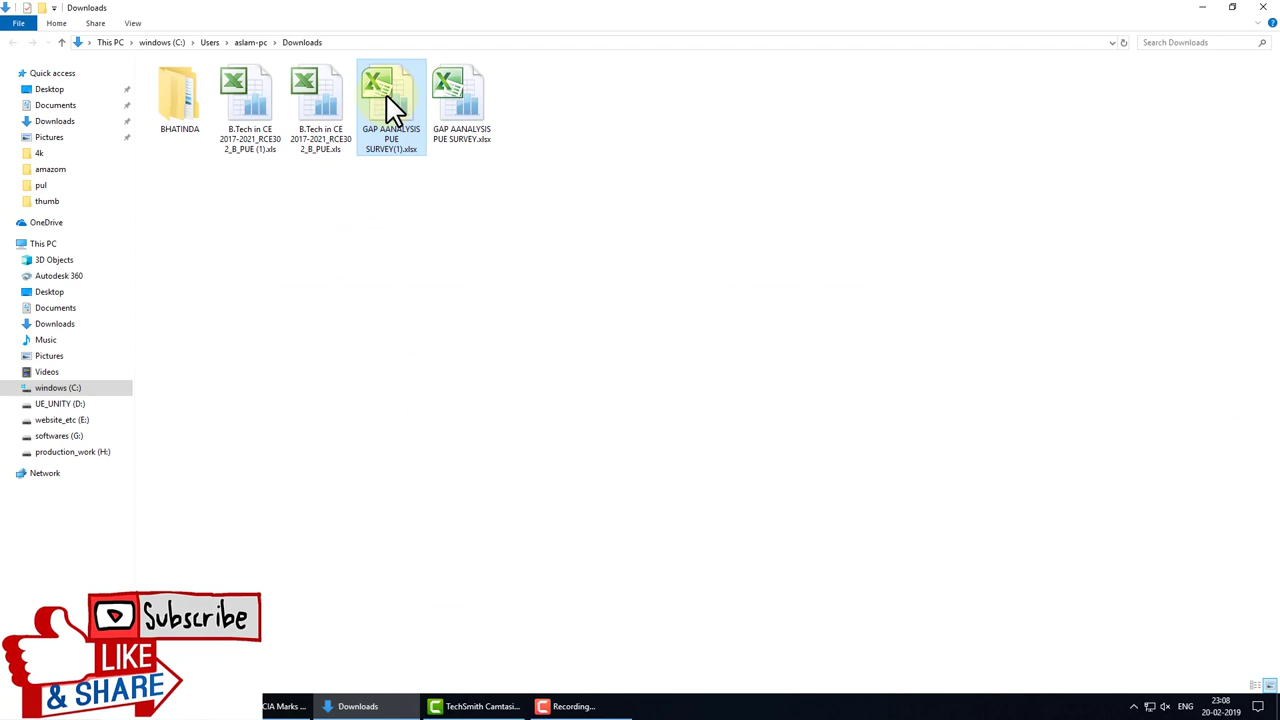 Downloads
File Home Share View
This PC windows (C:) Users aslam-pc Downloads
Search Downloads
Quick access
Desktop
Documents
Downloads
Pictures
4k
amazom
pul
thumb
OneDrive
This PC
3D Objects
Autodesk 360
Desktop
Documents
Downloads
Music
Pictures
Videos
windows (C:)
UE_UNITY (D:)
website_etc (E:)
softwares (G:)
production_work (H:)
Network
BHATINDA
B.Tech in CE
2017-2021_RCE30
2_B_PUE (1).xls
B.Tech in CE
2017-2021_RCE30
2_B_PUE.xls
GAP AANALYSIS
PUE
SURVEY(1).xlsx
GAP AANALYSIS
PUE SURVEY.xlsx
Subscribe
LIKE
& SHARE
CIA Marks ...
Downloads
TechSmith Camtasi...
Recording...
ENG
23:08
20-02-2019